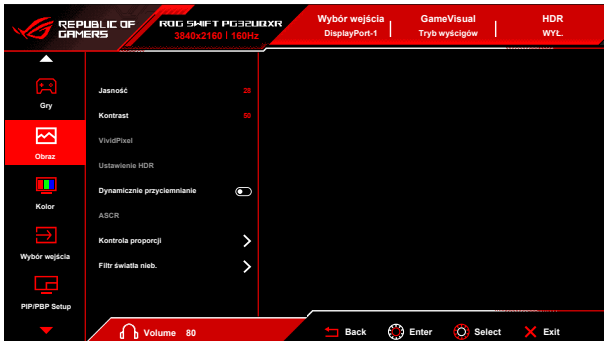 REPUBLIC OF
GAMERS
ROG SWIFT PG32UQXR
3840x2160 | 160Hz
Wybór wejścia
DisplayPort-1
GameVisual
Tryb wyścigów
HDR
WYŁ.
Gry
Obraz
Kolor
Wybór wejścia
PIP/PBP Setup
Jasność 28
Kontrast 50
VividPixel
Ustawienie HDR
Dynamicznie przyciemnianie
ASCR
Kontrola proporcji
Filtr światła nieb.
Volume 80
Back
Enter
Select
Exit